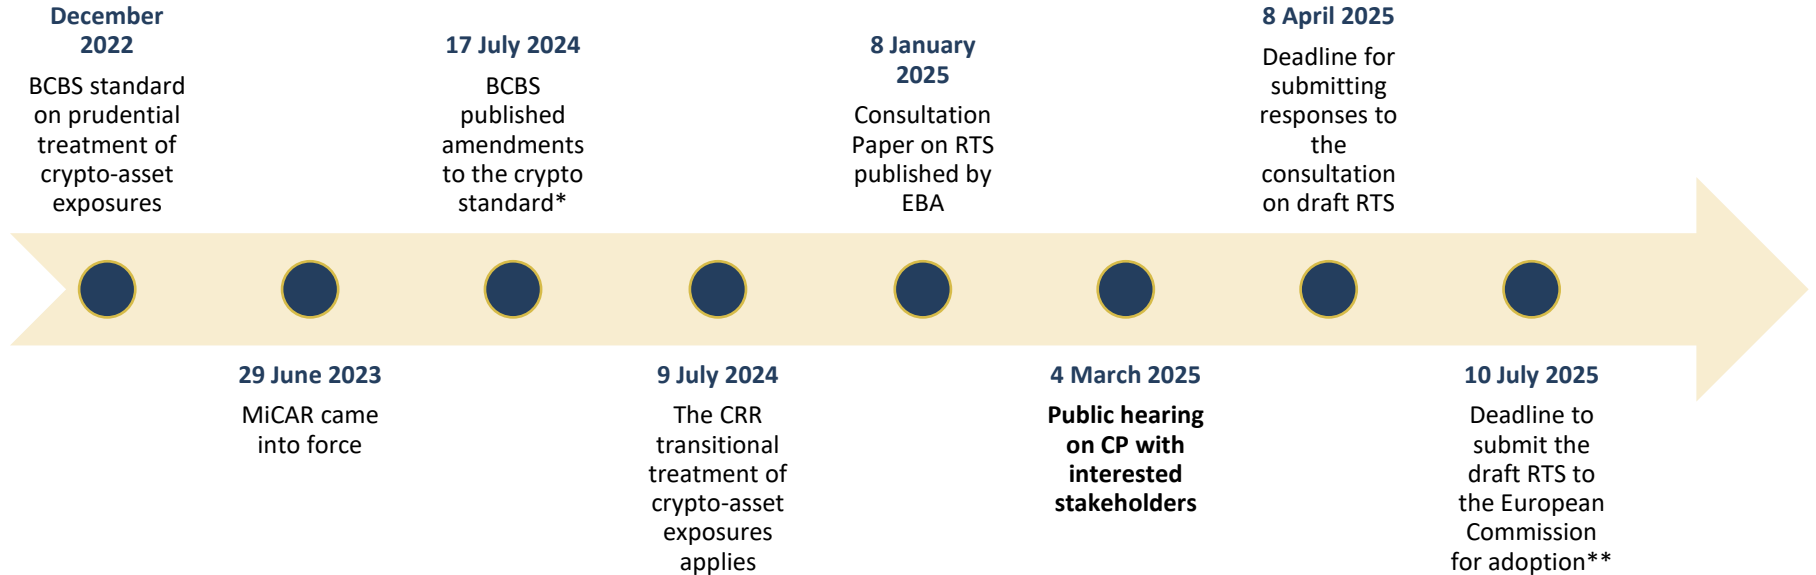 December
2022
BCBS standard
on prudential
treatment of
crypto-asset
exposures
29 June 2023
MiCAR came
into force
17 July 2024
BCBS
published
amendments
to the crypto
standard*
9 July 2024
The CRR
transitional
treatment of
crypto-asset
exposures
applies
8 January
2025
Consultation
Paper on RTS
published by
EBA
4 March 2025
Public hearing
on CP with
interested
stakeholders
8 April 2025
Deadline for
submitting
responses to
the
consultation
on draft RTS
10 July 2025
Deadline to
submit the
draft RTS to
the European
Commission
for adoption**